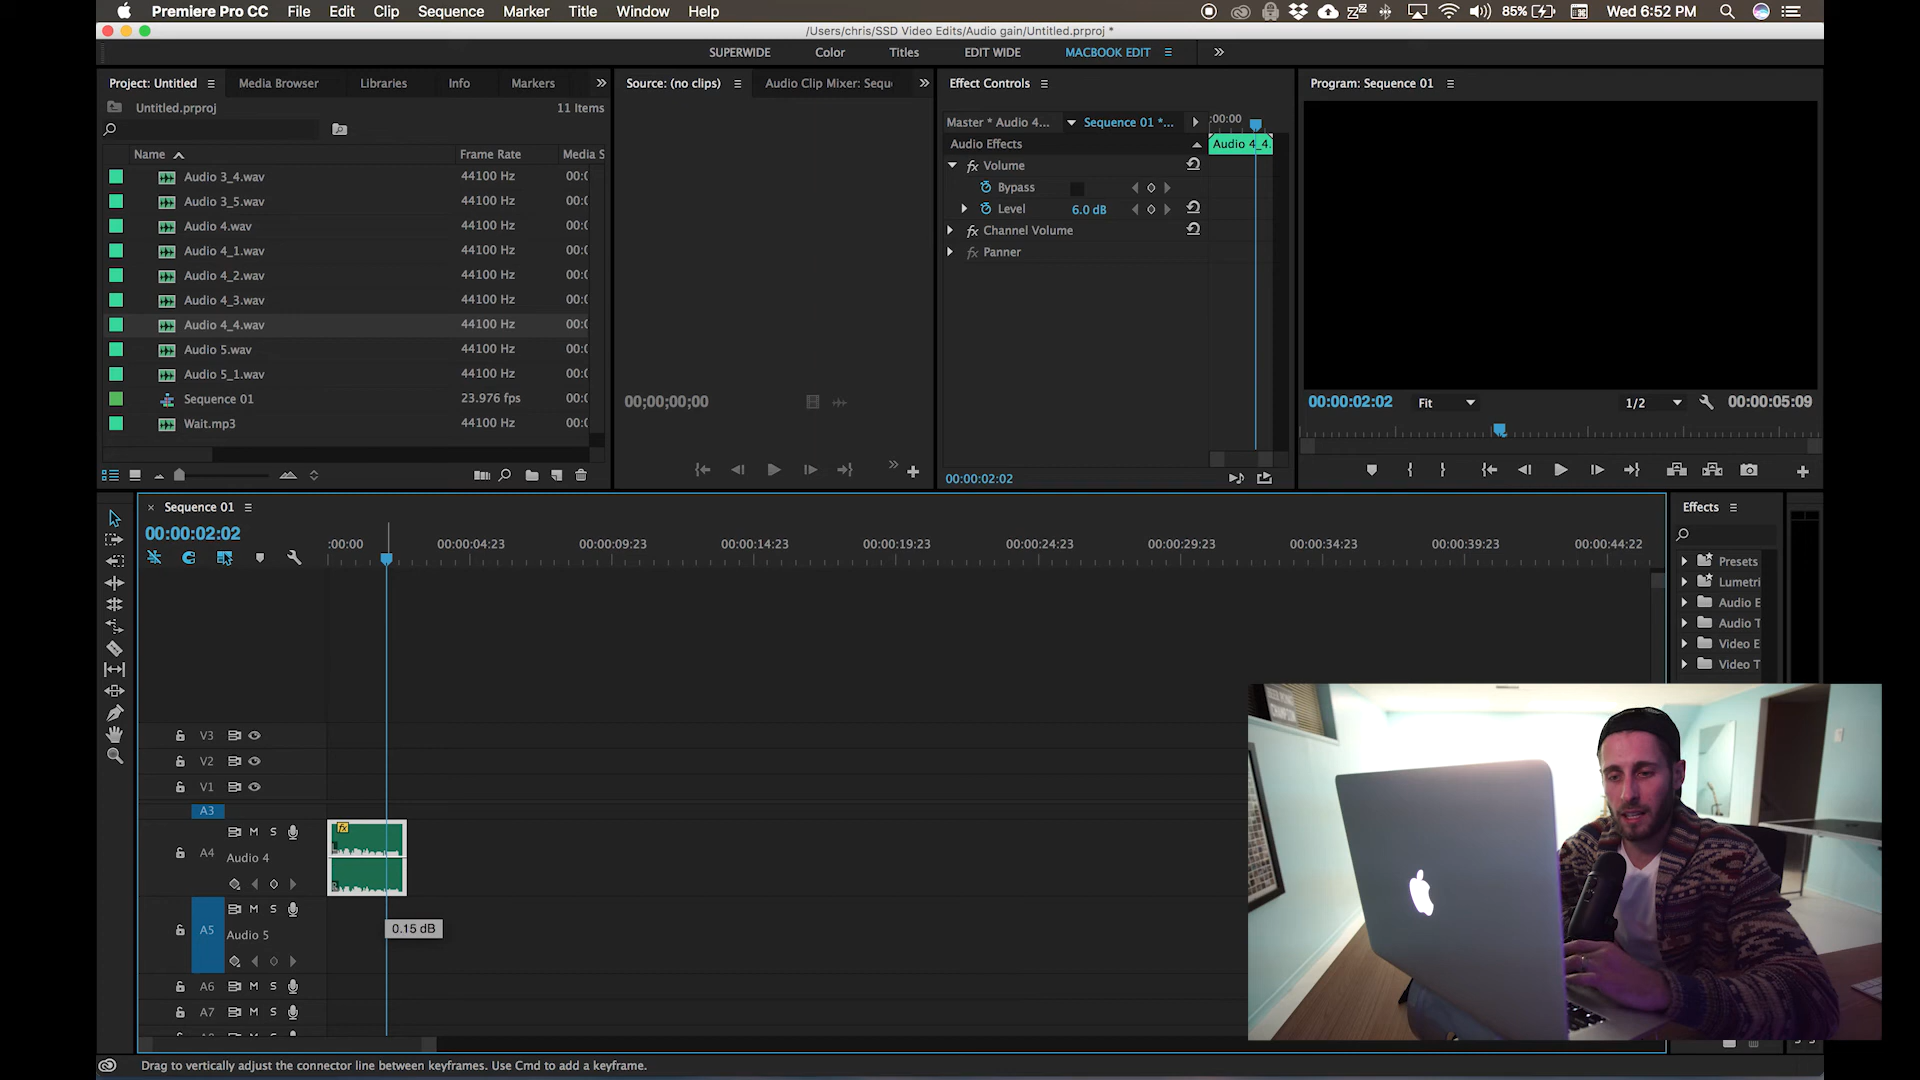 Premiere Pro CC File Edit Clip Sequence Marker Title Window Help 85% Wed 6:52 PM
/Users/chris/SSD Video Edits/Audio gain/Untitled.prproj *
SUPERWIDE Color Titles EDIT WIDE MACBOOK EDIT
Project: Untitled Media Browser Libraries Info Markers
Untitled.prproj 11 Items
Name Frame Rate Media S
Audio 3_4.wav 44100 Hz 00:(
Audio 3_5.wav 44100 Hz 00:(
Audio 4.wav 44100 Hz 00:(
Audio 4_1.wav 44100 Hz 00:(
Audio 4_2.wav 44100 Hz 00:(
Audio 4_3.wav 44100 Hz 00:(
Audio 4_4.wav 44100 Hz 00:(
Audio 5.wav 44100 Hz 00:(
Audio 5_1.wav 44100 Hz 00:(
Sequence 01 23.976 fps 00:(
Wait.mp3 44100 Hz 00:(
Source: (no clips) Audio Clip Mixer: Sequ
00;00;00;00
Effect Controls
Master * Audio 4... Sequence 01 *... :00:00
Audio Effects Audio 4_4.
fx Volume
Bypass
Level 6.0 dB
fx Channel Volume
fx Panner
00:00:02:02
Program: Sequence 01
00:00:02:02 Fit 1/2 00:00:05:09
× Sequence 01
00:00:02:02
:00:00 00:00:04:23 00:00:09:23 00:00:14:23 00:00:19:23 00:00:24:23 00:00:29:23 00:00:34:23 00:00:39:23 00:00:44:22
V3
V2
V1
A3
M S
A4 Audio 4
fx
M S
A5 Audio 5
0.15 dB
A6 M S
A7 M S
Effects
Presets
Lumetri
Audio E
Audio T
Video E
Video T
Drag to vertically adjust the connector line between keyframes. Use Cmd to add a keyframe.